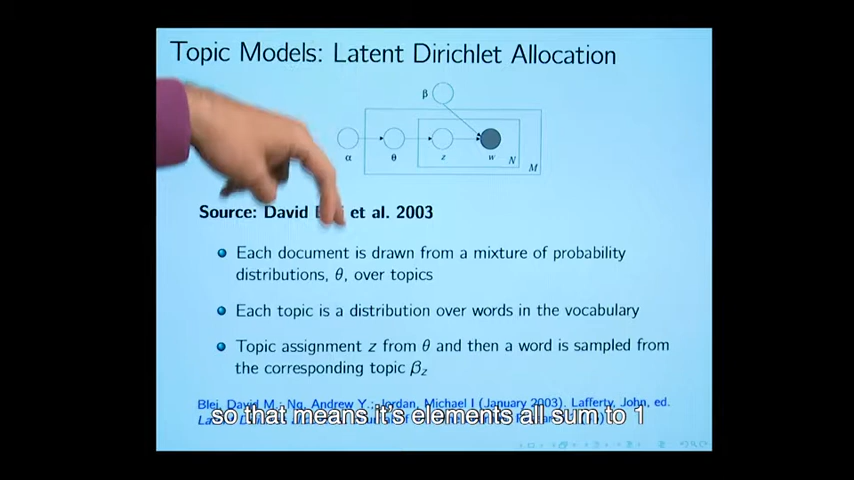 Topic Models: Latent Dirichlet Allocation
β
α θ z w N M
Source: David et al. 2003
Each document is drawn from a mixture of probability
distributions, θ, over topics
Each topic is a distribution over words in the vocabulary
Topic assignment z from θ and then a word is sampled from
the corresponding topic βz
Blei, David M.; Ng, Andrew Y.; Jordan, Michael I (January 2003). Lafferty, John, ed.
so that means it's elements all sum to 1